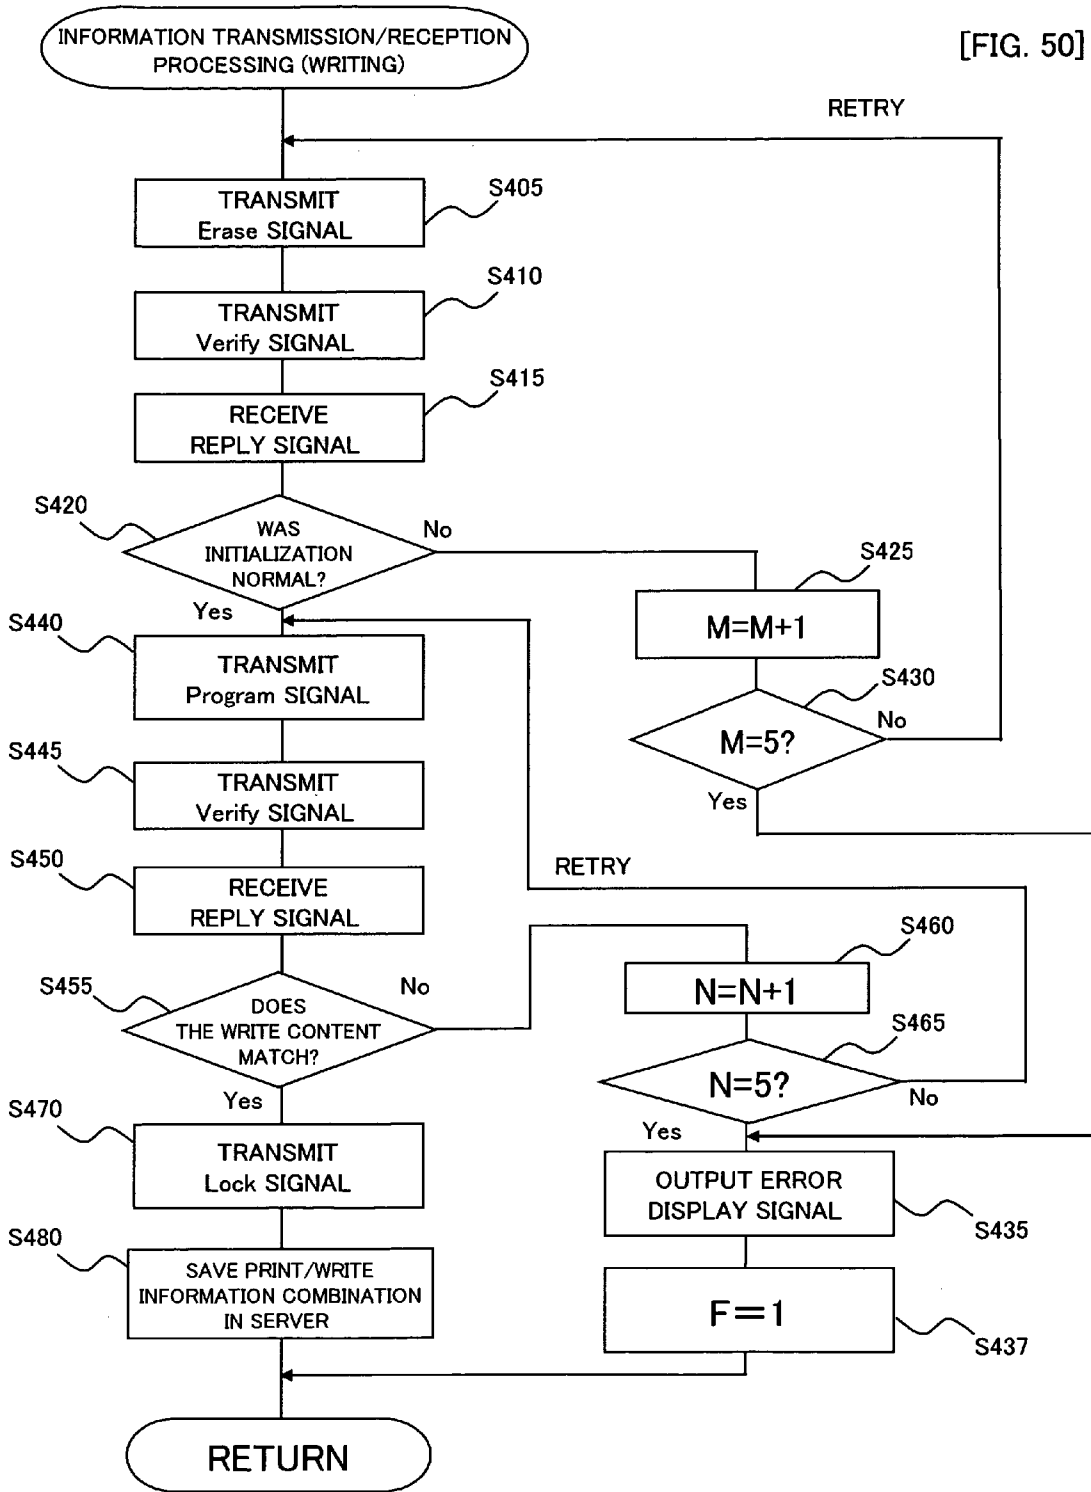 INFORMATION TRANSMISSION/RECEPTION
PROCESSING (WRITING)
[FIG. 50]
RETRY
S405
TRANSMIT
Erase SIGNAL
S410
TRANSMIT
Verify SIGNAL
S415
RECEIVE
REPLY SIGNAL
S420
WAS
INITIALIZATION
NORMAL?
No
Yes
S425
M=M+1
S430
M=5?
No
Yes
S440
TRANSMIT
Program SIGNAL
S445
TRANSMIT
Verify SIGNAL
S450
RECEIVE
REPLY SIGNAL
RETRY
S455
DOES
THE WRITE CONTENT
MATCH?
No
Yes
S460
N=N+1
S465
N=5?
No
Yes
S470
TRANSMIT
Lock SIGNAL
OUTPUT ERROR
DISPLAY SIGNAL
S435
S480
SAVE PRINT/WRITE
INFORMATION COMBINATION
IN SERVER
F=1
S437
RETURN